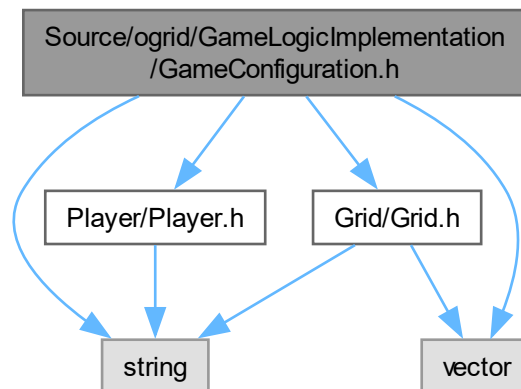 Source/ogrid/GameLogicImplementation
/GameConfiguration.h
Player/Player.h
Grid/Grid.h
string
vector